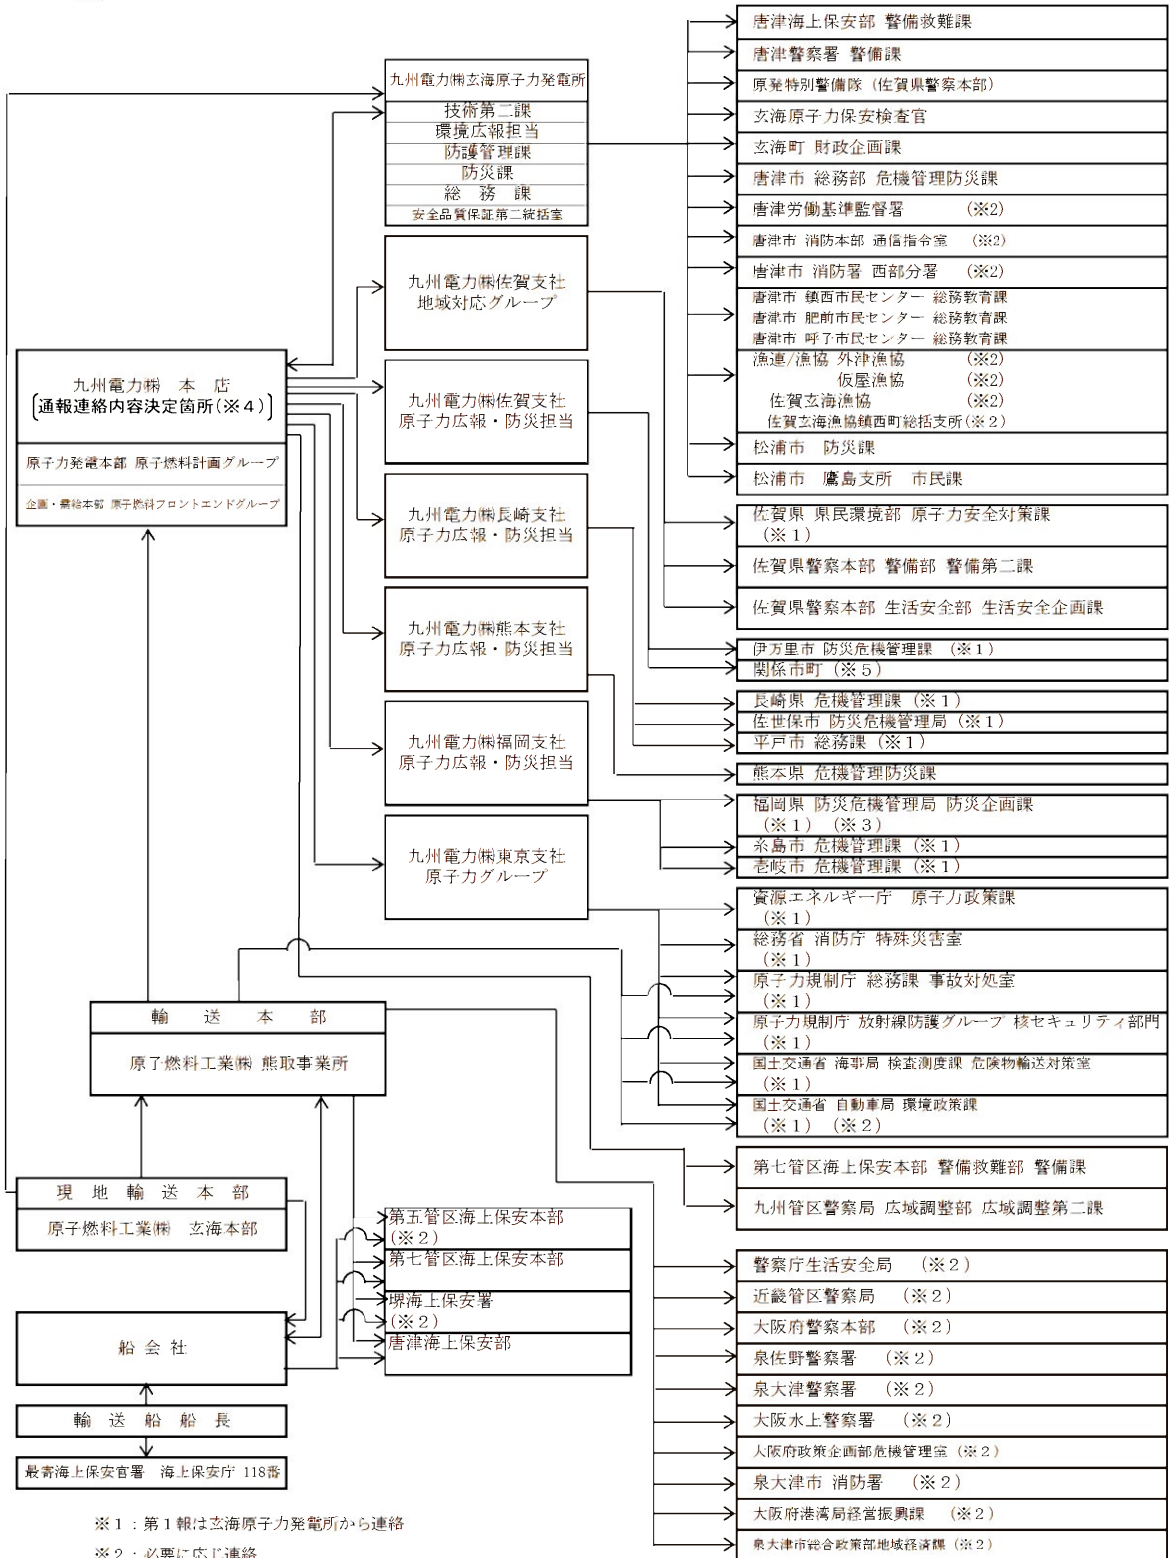 九州電力㈱玄海原子力発電所
技術第二課
環境広報担当
防護管理課
防災課
総 務 課
安全品質保証第二統括室
九州電力㈱佐賀支社
地域対応グループ
九州電力㈱佐賀支社
原子力広報・防災担当
九州電力㈱長崎支社
原子力広報・防災担当
九州電力㈱熊本支社
原子力広報・防災担当
九州電力㈱福岡支社
原子力広報・防災担当
九州電力㈱東京支社
原子力グループ
九州電力㈱ 本 店
〔通報連絡内容決定箇所(※４)〕
原子力発電本部 原子燃料計画グループ
企画・需給本部 原子燃料フロントエンドグループ
輸 送 本 部
原子燃料工業㈱ 熊取事業所
現 地 輸 送 本 部
原子燃料工業㈱ 玄海本部
船 会 社
輸 送 船 船 長
最寄海上保安官署 海上保安庁 118番
第五管区海上保安本部
(※２)
第七管区海上保安本部
堺海上保安署
(※２)
唐津海上保安部
唐津海上保安部 警備救難課
唐津警察署 警備課
原発特別警備隊（佐賀県警察本部）
玄海原子力保安検査官
玄海町 財政企画課
唐津市 総務部 危機管理防災課
唐津労働基準監督署 (※2)
唐津市 消防本部 通信指令室 (※2)
唐津市 消防署 西部分署 (※2)
唐津市 鎮西市民センター 総務教育課
唐津市 肥前市民センター 総務教育課
唐津市 呼子市民センター 総務教育課
漁連/漁協 外津漁協 (※2)
仮屋漁協 (※2)
佐賀玄海漁協 (※2)
佐賀玄海漁協鎮西町総括支所(※２)
松浦市 防災課
松浦市 鷹島支所 市民課
佐賀県 県民環境部 原子力安全対策課
(※１)
佐賀県警察本部 警備部 警備第二課
佐賀県警察本部 生活安全部 生活安全企画課
伊万里市 防災危機管理課 (※１)
関係市町 (※５)
長崎県 危機管理課 (※１)
佐世保市 防災危機管理局 (※１)
平戸市 総務課 (※１)
熊本県 危機管理防災課
福岡県 防災危機管理局 防災企画課
(※１) (※３)
糸島市 危機管理課 (※１)
壱岐市 危機管理課 (※１)
資源エネルギー庁 原子力政策課
(※１)
総務省 消防庁 特殊災害室
(※１)
原子力規制庁 総務課 事故対処室
(※１)
原子力規制庁 放射線防護グループ 核セキュリティ部門
(※１)
国土交通省 海事局 検査測度課 危険物輸送対策室
(※１)
国土交通省 自動車局 環境政策課
(※１) (※２)
第七管区海上保安本部 警備救難部 警備課
九州管区警察局 広域調整部 広域調整第二課
警察庁生活安全局 (※２)
近畿管区警察局 (※２)
大阪府警察本部 (※２)
泉佐野警察署 (※２)
泉大津警察署 (※２)
大阪水上警察署 (※２)
大阪府政策企画部危機管理室 (※２)
泉大津市 消防署 (※２)
大阪府港湾局経営振興課 (※２)
泉大津市総合政策部地域経済課 (※２)
※１：第１報は玄海原子力発電所から連絡
※２：必要に応じ連絡